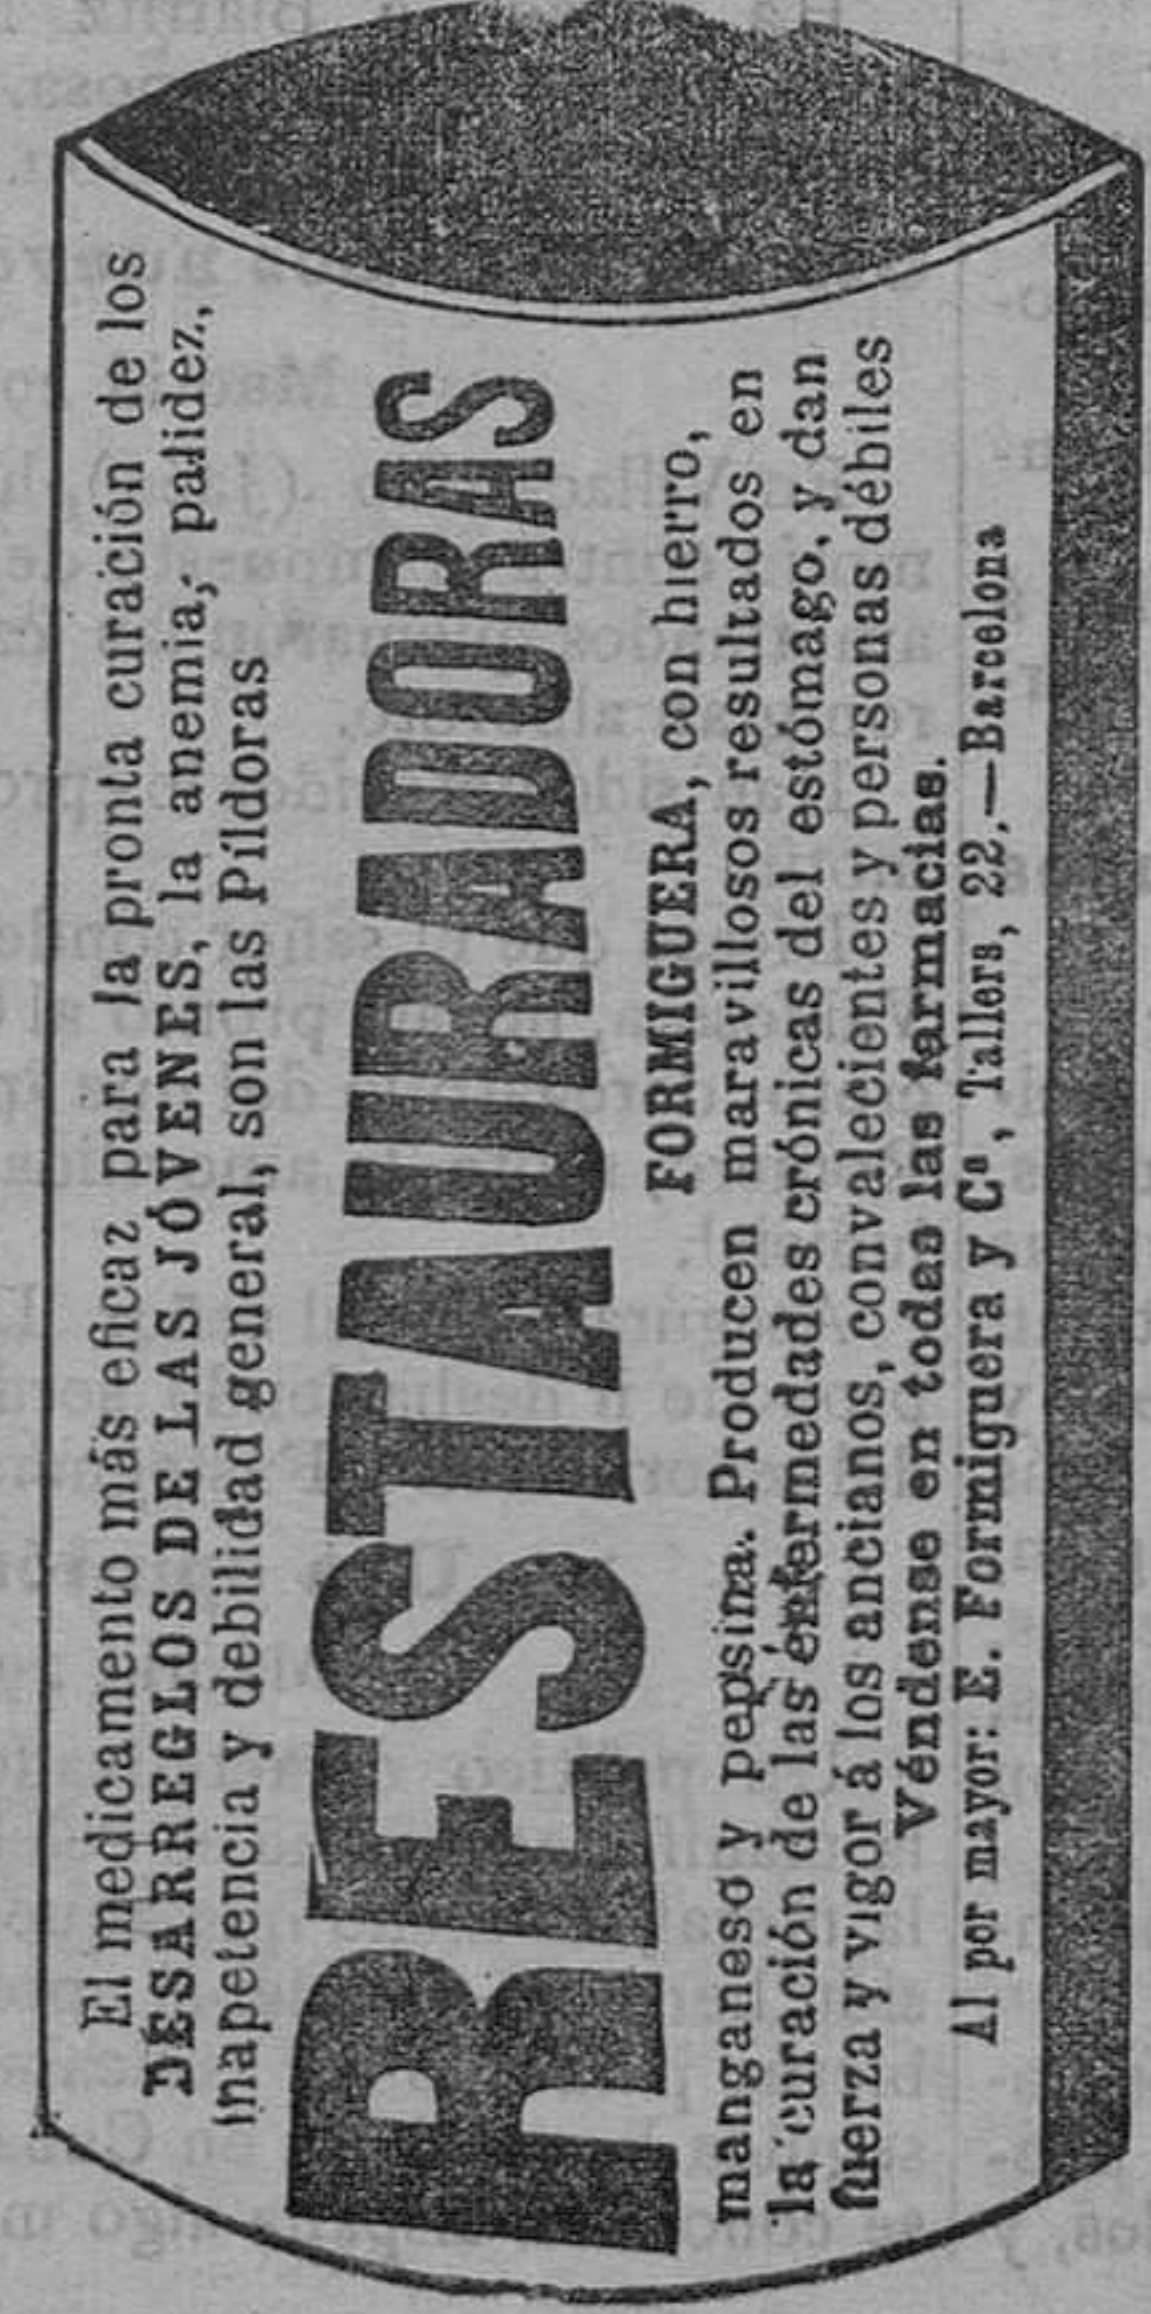 El medicamento más eficaz para la pronta curación de los
DESARREGLOS DE LAS JÓVENES, la anemia, palidez,
inapetencia y debilidad general, son las Píldoras
RESTAURADORAS
FORMIGUERA, con hierro,
manganeso y pepsina. Producen maravillosos resultados en
la curación de las enfermedades crónicas del estómago, y dan
fuerza y vigor á los ancianos, convalecientes y personas débiles
Véndense en todas las farmacias.
Al por mayor: E. Formiguera y Cª, Tallers, 22.—Barcelona